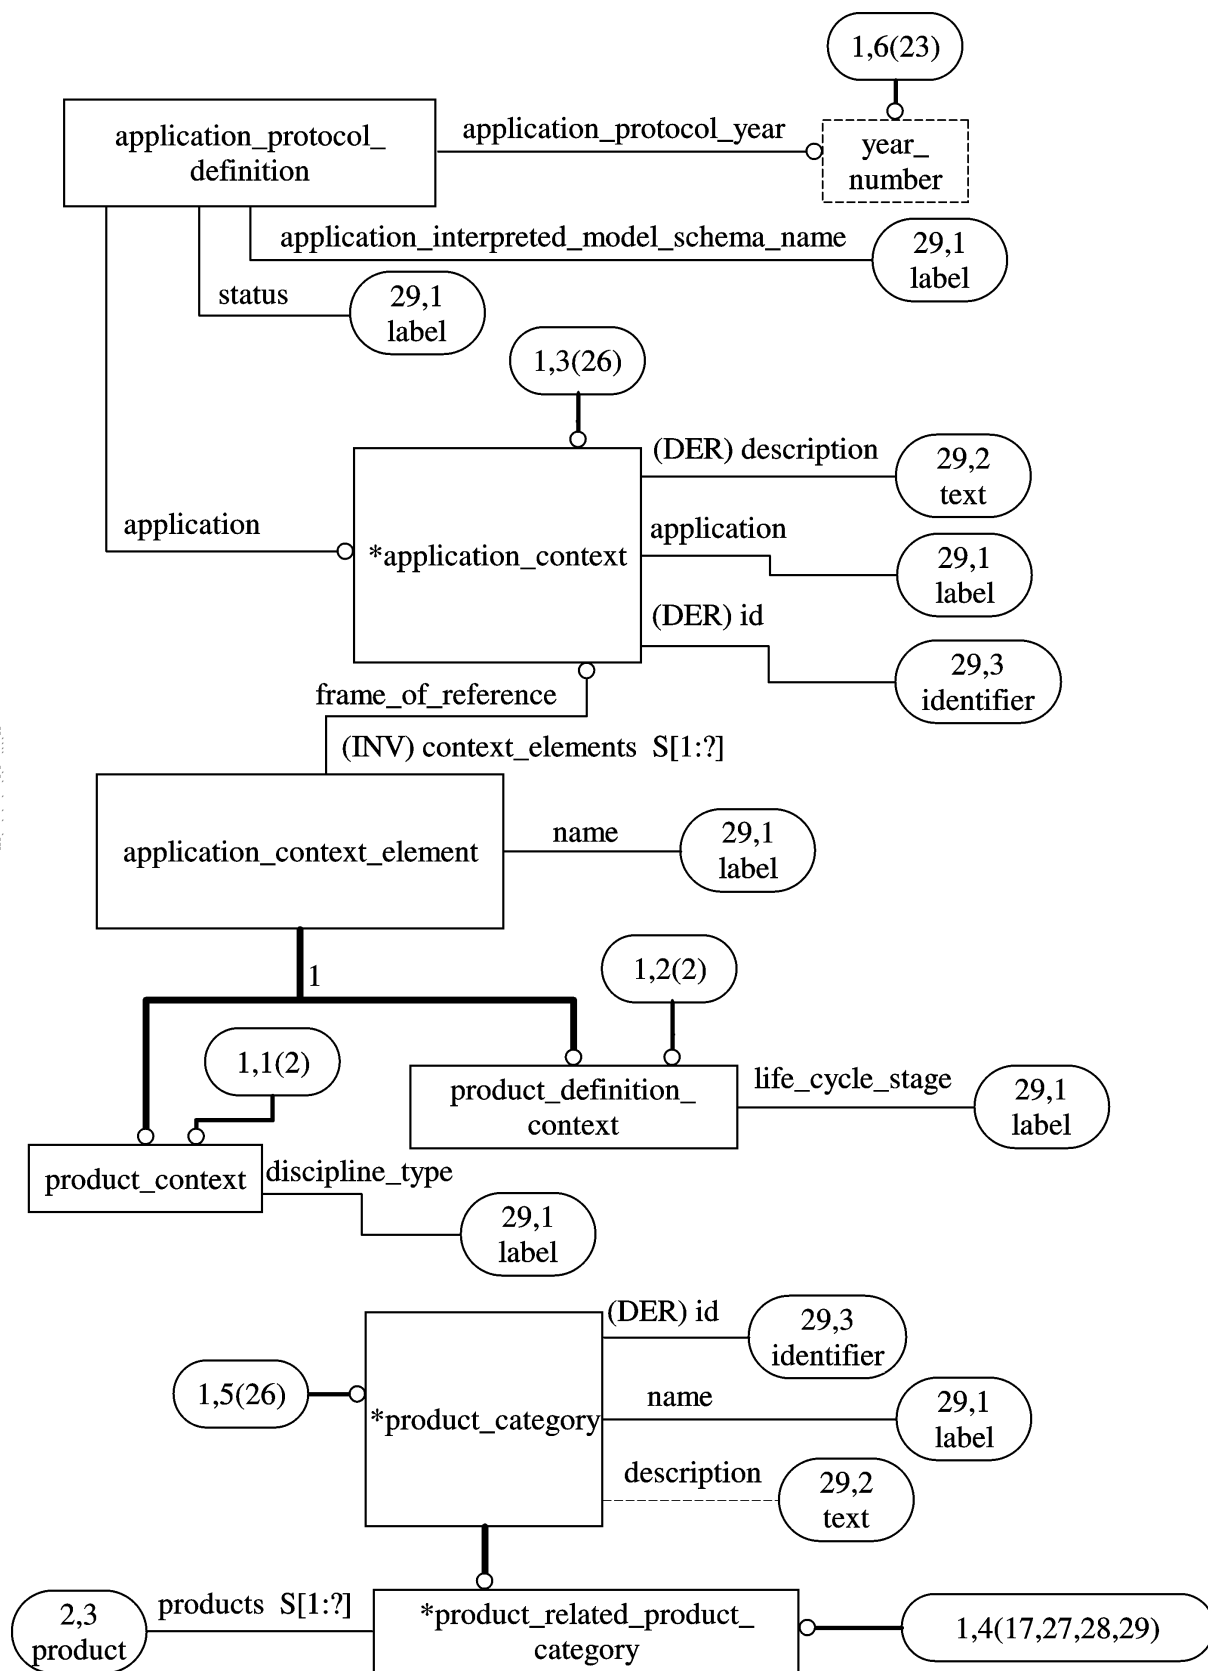 1,6(23)
application_protocol_
definition
application_protocol_year
year_
number
application_interpreted_model_schema_name
29,1
label
status
29,1
label
1,3(26)
(DER) description
29,2
text
application
*application_context
application
29,1
label
(DER) id
29,3
identifier
frame_of_reference
(INV) context_elements S[1:?]
application_context_element
name
29,1
label
1
1,2(2)
1,1(2)
product_definition_
context
life_cycle_stage
29,1
label
product_context
discipline_type
29,1
label
(DER) id
29,3
identifier
1,5(26)
*product_category
name
29,1
label
description
29,2
text
2,3
product
products S[1:?]
*product_related_product_
category
1,4(17,27,28,29)